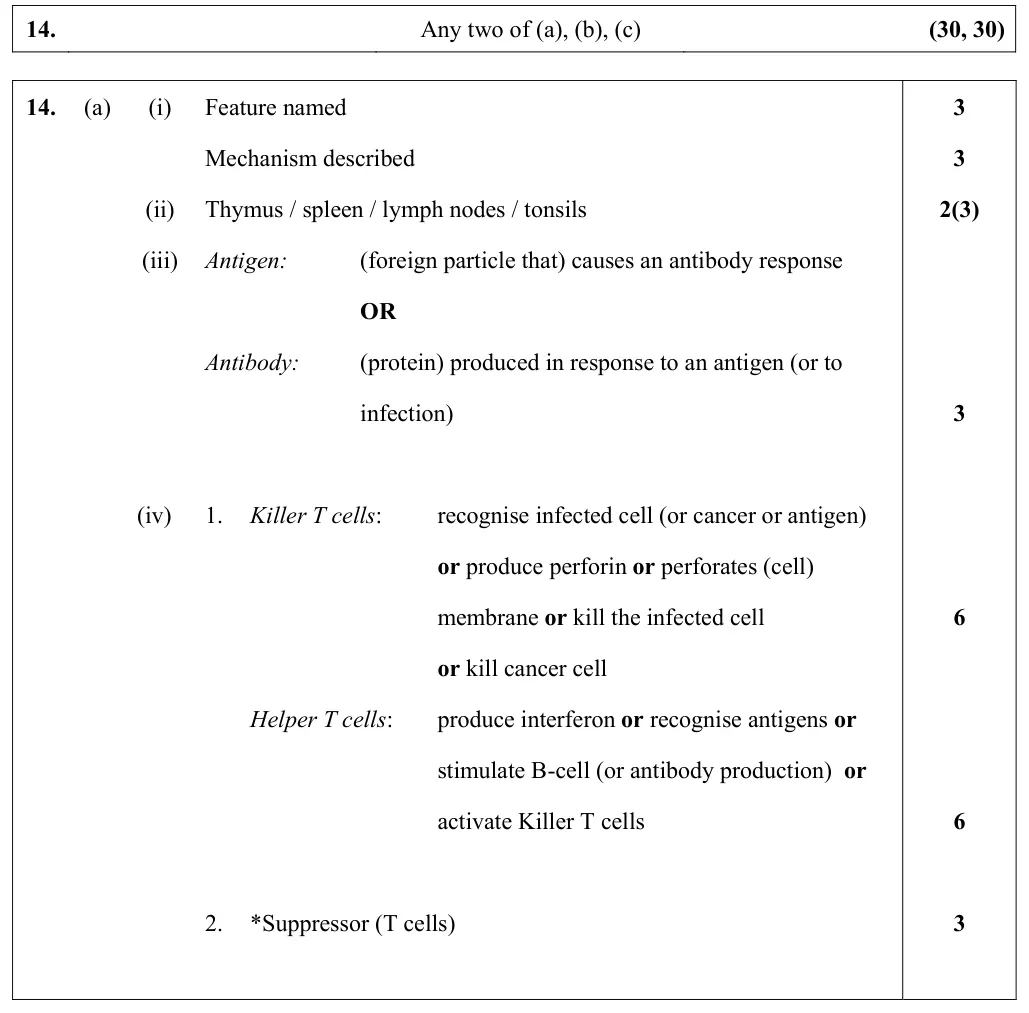 14. Any two of (a), (b), (c) (30, 30)
14. (a) (i) Feature named 3
Mechanism described 3
(ii) Thymus / spleen / lymph nodes / tonsils 2(3)
(iii) Antigen: (foreign particle that) causes an antibody response
OR
Antibody: (protein) produced in response to an antigen (or to
infection) 3
(iv) 1. Killer T cells: recognise infected cell (or cancer or antigen)
or produce perforin or perforates (cell)
membrane or kill the infected cell 6
or kill cancer cell
Helper T cells: produce interferon or recognise antigens or
stimulate B-cell (or antibody production) or
activate Killer T cells 6
2. *Suppressor (T cells) 3